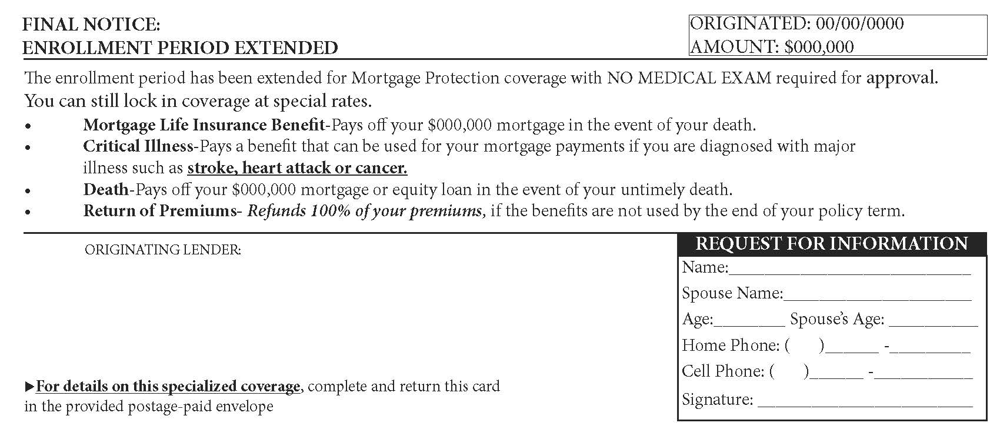 FINAL NOTICE:
ENROLLMENT PERIOD EXTENDED
ORIGINATED: 00/00/0000
AMOUNT: $000,000
The enrollment period has been extended for Mortgage Protection coverage with NO MEDICAL EXAM required for approval.
You can still lock in coverage at special rates.
• Mortgage Life Insurance Benefit-Pays off your $000,000 mortgage in the event of your death.
• Critical Illness-Pays a benefit that can be used for your mortgage payments if you are diagnosed with major
illness such as stroke, heart attack or cancer.
• Death-Pays off your $000,000 mortgage or equity loan in the event of your untimely death.
• Return of Premiums- Refunds 100% of your premiums, if the benefits are not used by the end of your policy term.
ORIGINATING LENDER:
▶For details on this specialized coverage, complete and return this card
in the provided postage-paid envelope
REQUEST FOR INFORMATION
Name:___________________________
Spouse Name:_____________________
Age:________ Spouse's Age: __________
Home Phone: ( )______ -_________
Cell Phone: ( )______ -___________
Signature: ________________________